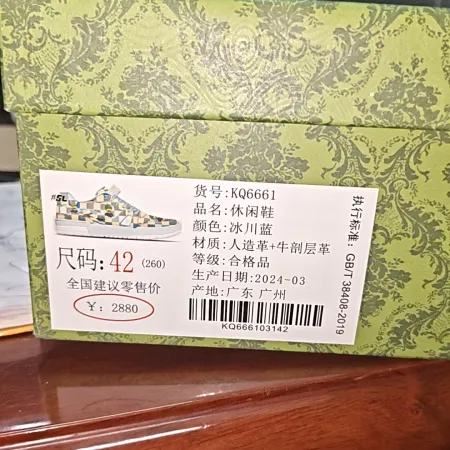 #5L
尺码: 42 (260)
全国建议零售价
¥: 2880
货号: KQ6661
品名: 休闲鞋
颜色: 冰川蓝
材质: 人造革+牛剖层革
等级: 合格品
生产日期: 2024-03
产地: 广东 广州
KQ666103142
执行标准: GB/T 38408-2019